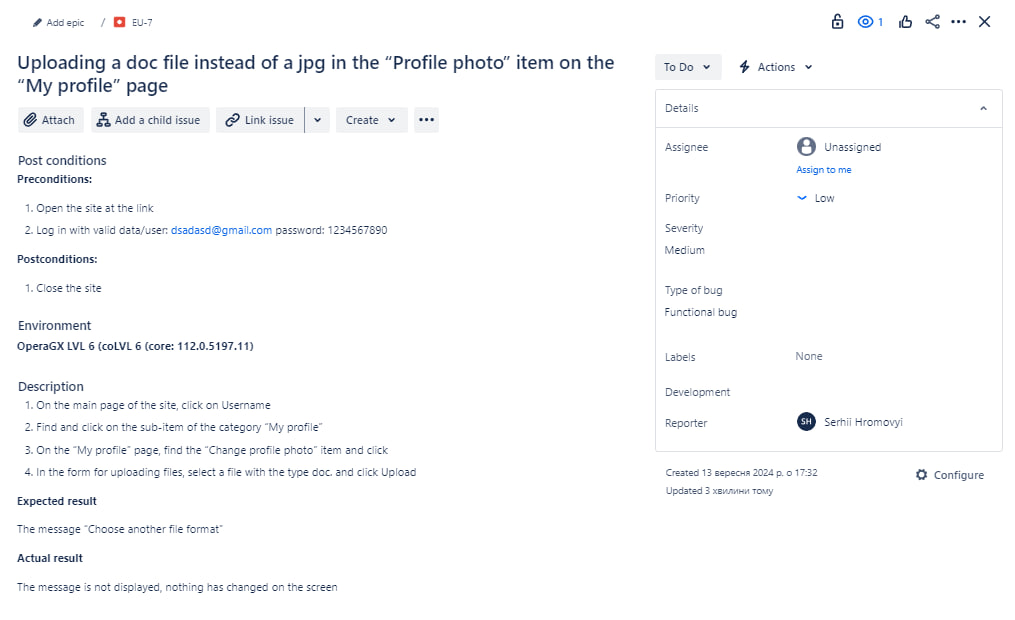 Add epic / EU-7
1
Uploading a doc file instead of a jpg in the “Profile photo” item on the
“My profile” page
To Do
Actions
Attach
Add a child issue
Link issue
Create
Post conditions
Preconditions:
1. Open the site at the link
2. Log in with valid data/user: dsadasd@gmail.com password: 1234567890
Postconditions:
1. Close the site
Environment
OperaGX LVL 6 (coLVL 6 (core: 112.0.5197.11)
Description
1. On the main page of the site, click on Username
2. Find and click on the sub-item of the category “My profile”
3. On the “My profile” page, find the “Change profile photo” item and click
4. In the form for uploading files, select a file with the type doc. and click Upload
Expected result
The message “Choose another file format”
Actual result
The message is not displayed, nothing has changed on the screen
Details
Assignee
Unassigned
Assign to me
Priority
Low
Severity
Medium
Type of bug
Functional bug
Labels
None
Development
Reporter
SH Serhii Hromovyi
Created 13 вересня 2024 р. о 17:32
Updated 3 хвилини тому
Configure